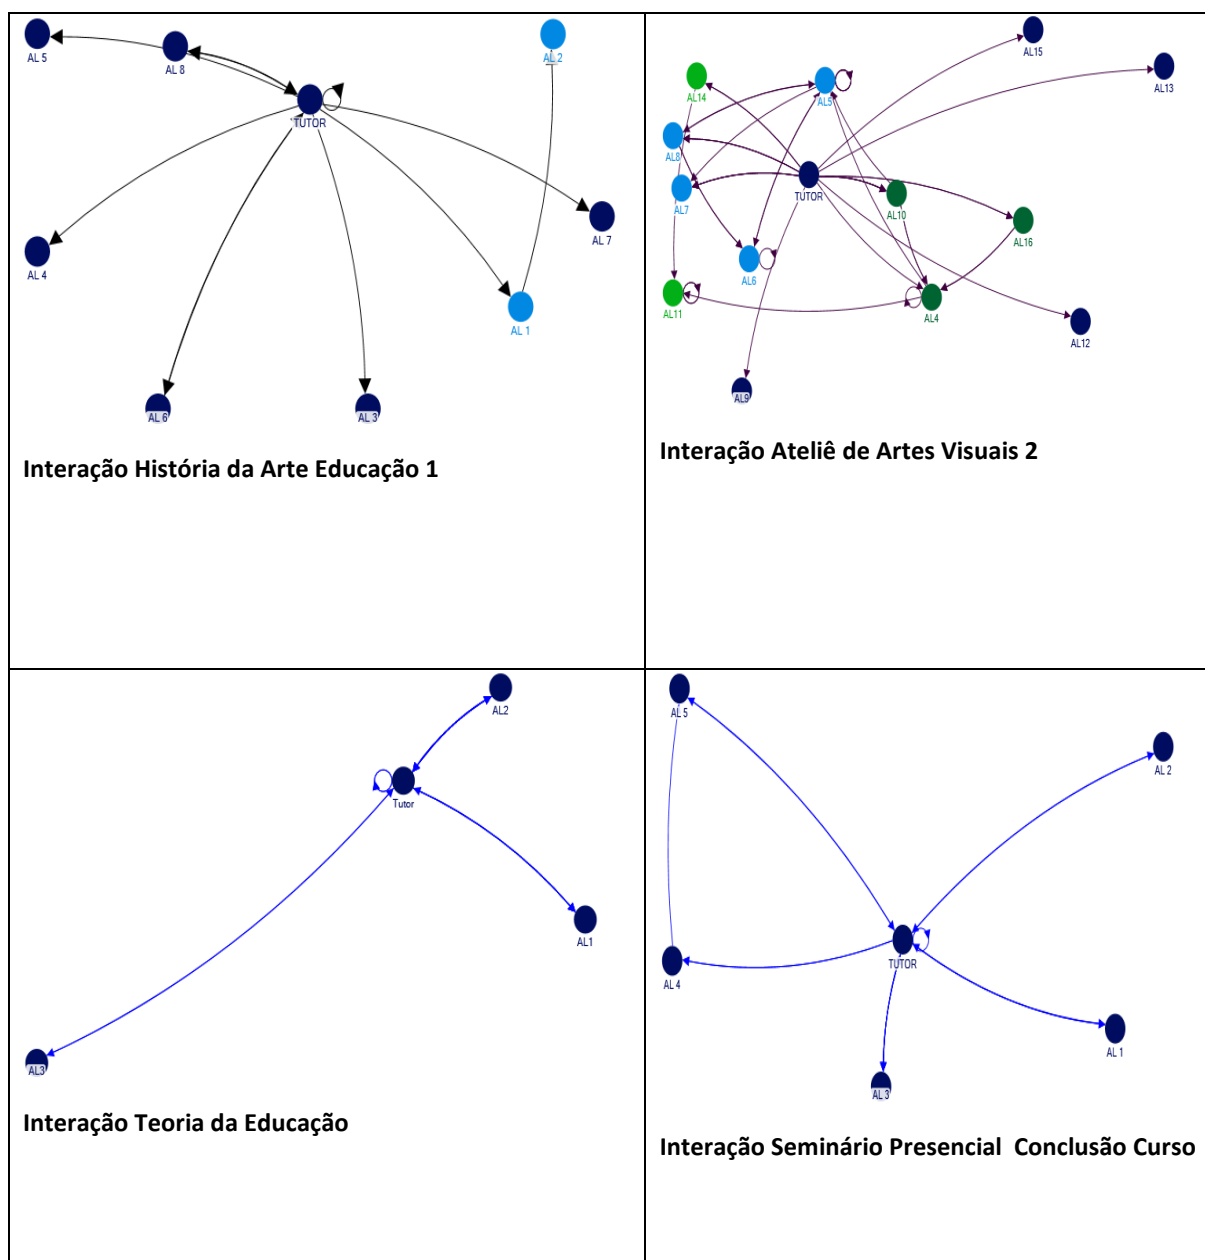 AL 5
AL 8
AL 2
TUTOR
AL 7
AL 4
AL 1
AL 6
AL 3
Interação História da Arte Educação 1
AL15
AL13
AL14
AL5
AL8
AL7
TUTOR
AL10
AL16
AL6
AL11
AL4
AL12
AL9
Interação Ateliê de Artes Visuais 2
AL2
Tutor
AL1
AL3
Interação Teoria da Educação
AL 5
AL 2
TUTOR
AL 4
AL 1
AL 3
Interação Seminário Presencial  Conclusão Curso